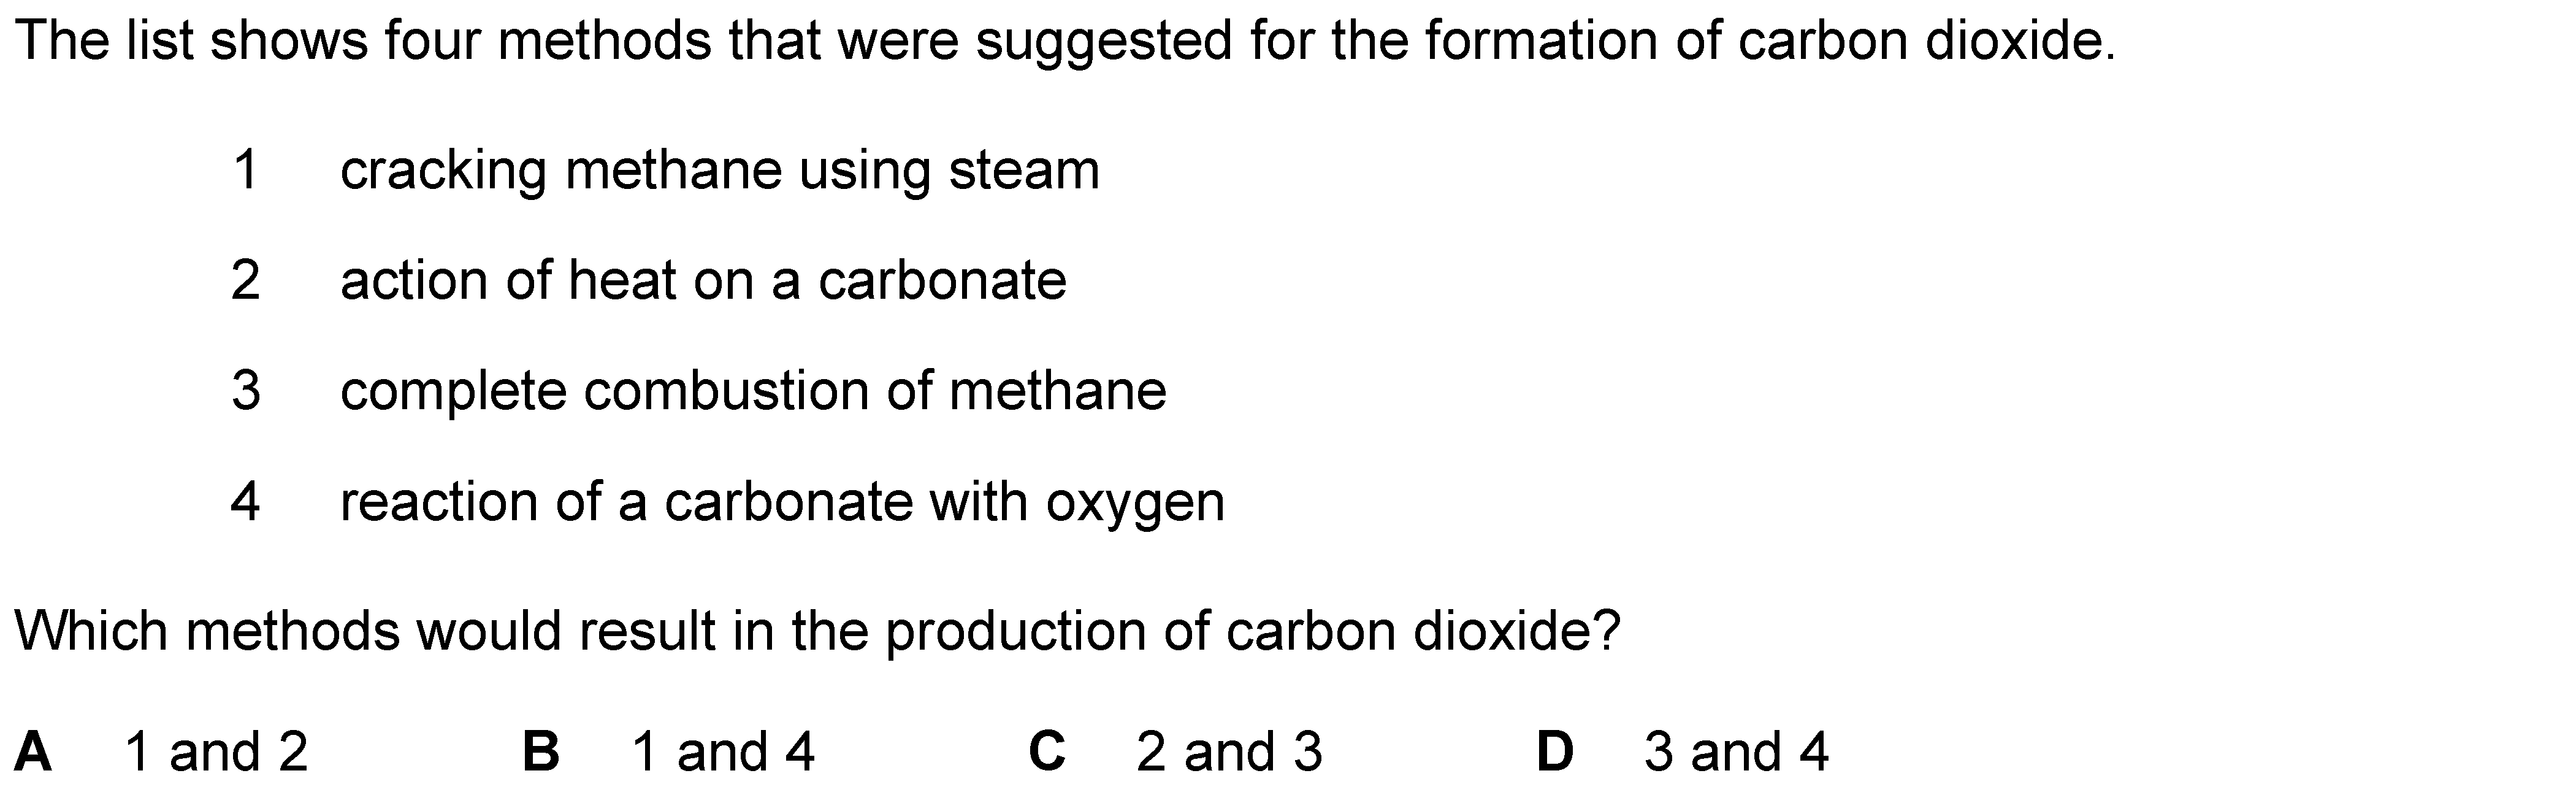 The list shows four methods that were suggested for the formation of carbon dioxide.
1 cracking methane using steam
2 action of heat on a carbonate
3 complete combustion of methane
4 reaction of a carbonate with oxygen
Which methods would result in the production of carbon dioxide?
A 1 and 2 B 1 and 4 C 2 and 3 D 3 and 4